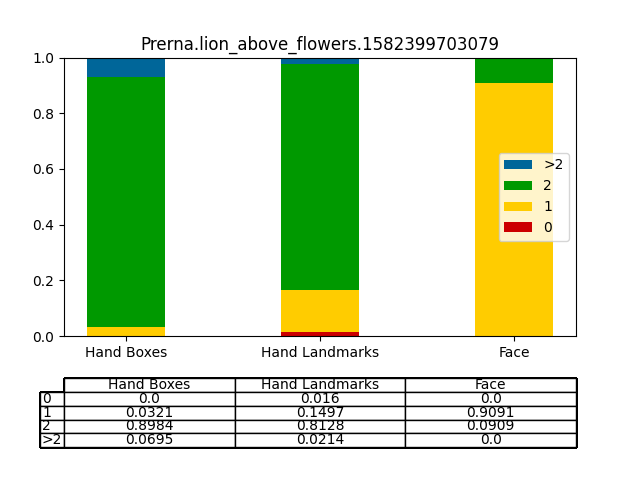 Prerna.lion_above_flowers.1582399703079
1.0
0.8
0.6
0.4
0.2
0.0
>2
2
1
0
Hand Boxes Hand Landmarks Face
Hand Boxes Hand Landmarks Face
0 0.0 0.016 0.0
1 0.0321 0.1497 0.9091
2 0.8984 0.8128 0.0909
>2 0.0695 0.0214 0.0